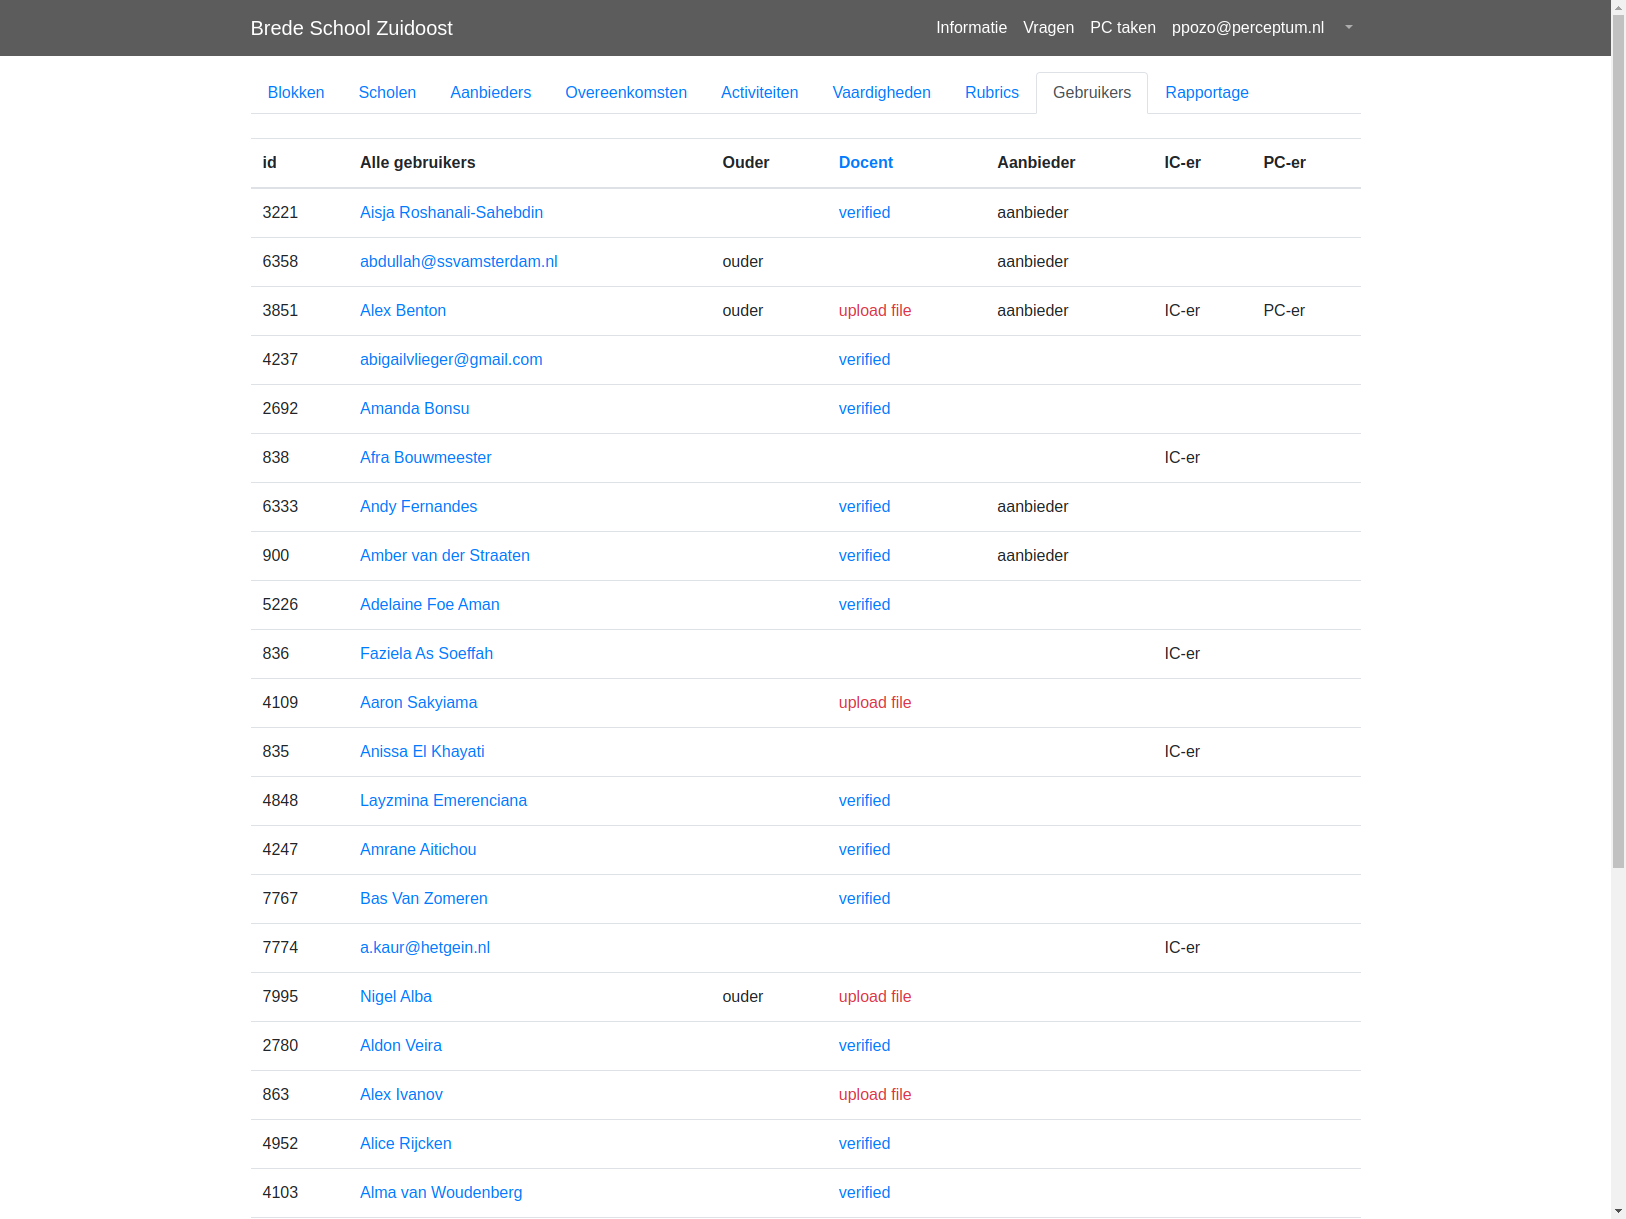 Brede School Zuidoost Informatie Vragen PC taken ppozo@perceptum.nl
Blokken Scholen Aanbieders Overeenkomsten Activiteiten Vaardigheden Rubrics Gebruikers Rapportage
id Alle gebruikers Ouder Docent Aanbieder IC-er PC-er
3221 Aisja Roshanali-Sahebdin verified aanbieder
6358 abdullah@ssvamsterdam.nl ouder aanbieder
3851 Alex Benton ouder upload file aanbieder IC-er PC-er
4237 abigailvlieger@gmail.com verified
2692 Amanda Bonsu verified
838 Afra Bouwmeester IC-er
6333 Andy Fernandes verified aanbieder
900 Amber van der Straaten verified aanbieder
5226 Adelaine Foe Aman verified
836 Faziela As Soeffah IC-er
4109 Aaron Sakyiama upload file
835 Anissa El Khayati IC-er
4848 Layzmina Emerenciana verified
4247 Amrane Aitichou verified
7767 Bas Van Zomeren verified
7774 a.kaur@hetgein.nl IC-er
7995 Nigel Alba ouder upload file
2780 Aldon Veira verified
863 Alex Ivanov upload file
4952 Alice Rijcken verified
4103 Alma van Woudenberg verified